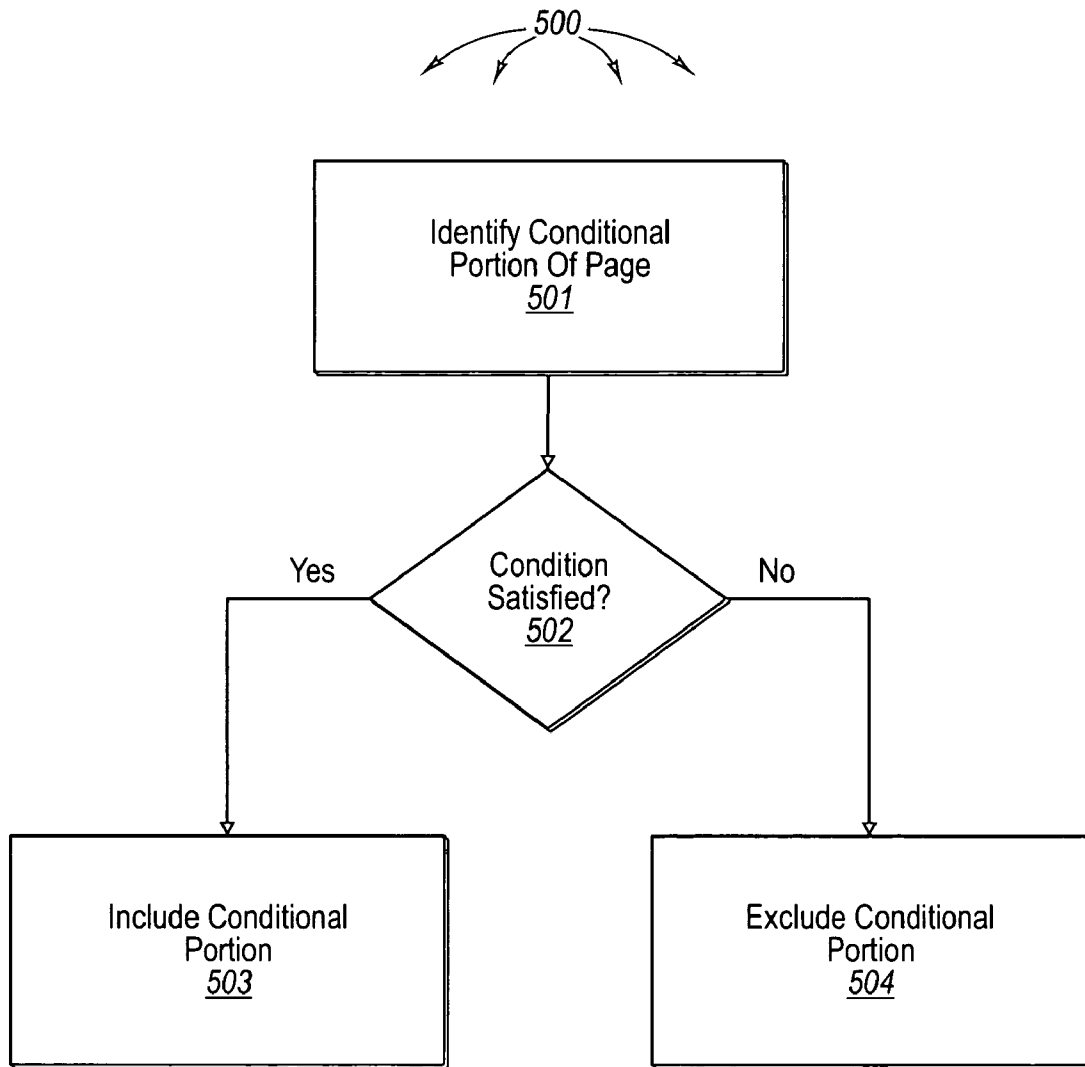 500
Identify Conditional
Portion Of Page
501
Yes
Condition
Satisfied?
502
No
Include Conditional
Portion
503
Exclude Conditional
Portion
504